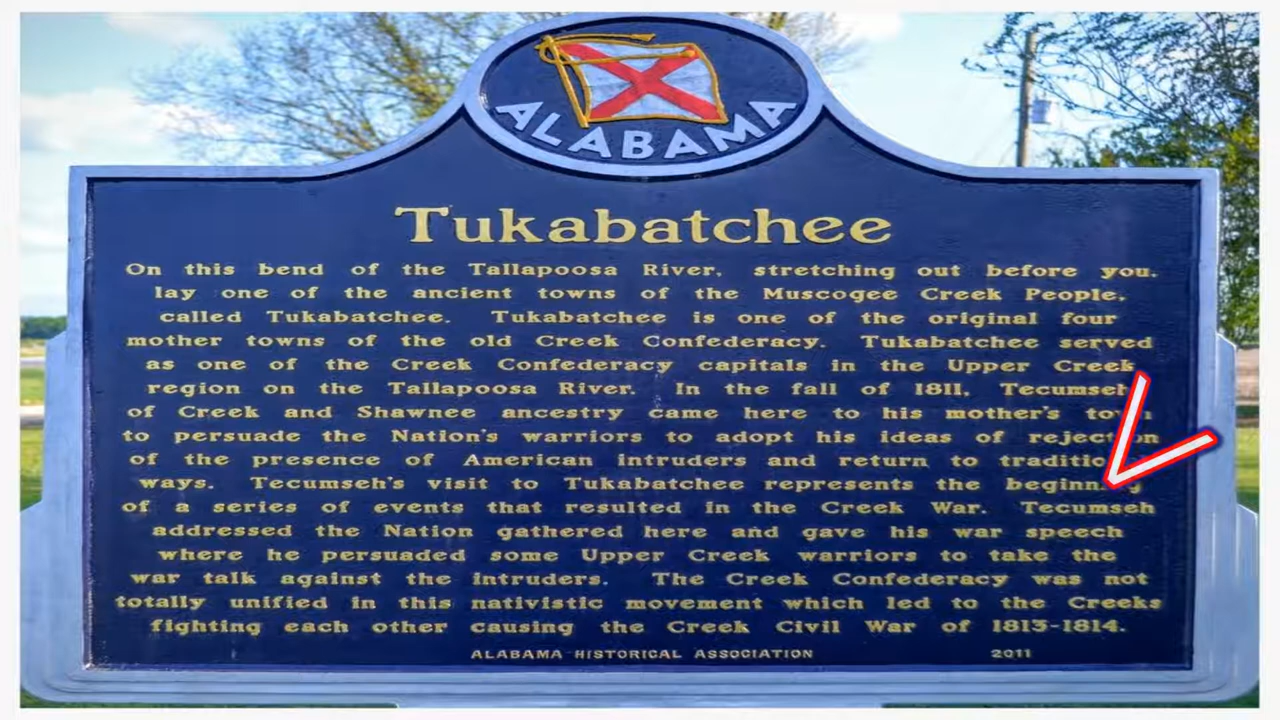 ALABAMA
Tukabatchee
On this bend of the Tallapoosa River, stretching out before you,
lay one of the ancient towns of the Muscogee Creek People,
called Tukabatchee. Tukabatchee is one of the original four
mother towns of the old Creek Confederacy. Tukabatchee served
as one of the Creek Confederacy capitals in the Upper Creek
region on the Tallapoosa River. In the fall of 1811, Tecumseh
of Creek and Shawnee ancestry came here to his mother's town
to persuade the Nation's warriors to adopt his ideas of rejection
of the presence of American intruders and return to traditional
ways. Tecumseh's visit to Tukabatchee represents the beginning
of a series of events that resulted in the Creek War. Tecumseh
addressed the Nation gathered here and gave his war speech
where he persuaded some Upper Creek warriors to take the
war talk against the intruders. The Creek Confederacy was not
totally unified in this nativistic movement which led to the Creeks
fighting each other causing the Creek Civil War of 1813-1814.
ALABAMA HISTORICAL ASSOCIATION 2011